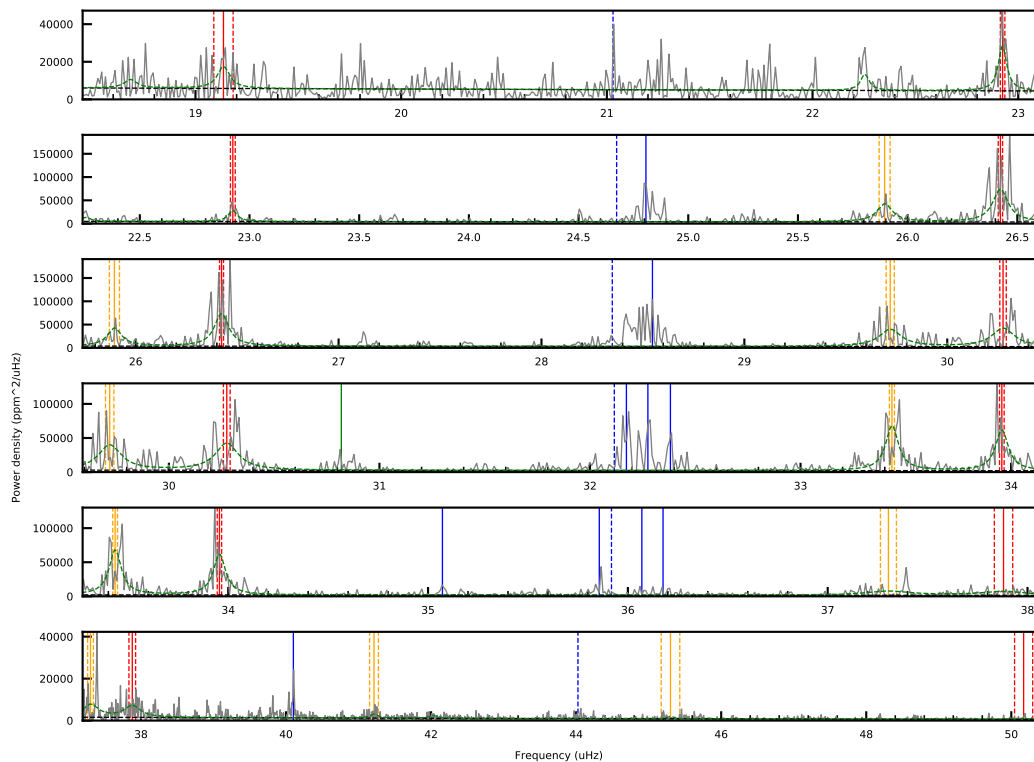 40000
20000
0
19 20 21 22 23
150000
100000
50000
0
22.5 23.0 23.5 24.0 24.5 25.0 25.5 26.0 26.5
150000
100000
50000
0
26 27 28 29 30
Power density (ppm^2/uHz)
100000
50000
0
30 31 32 33 34
100000
50000
0
34 35 36 37 38
40000
20000
0
38 40 42 44 46 48 50
Frequency (uHz)